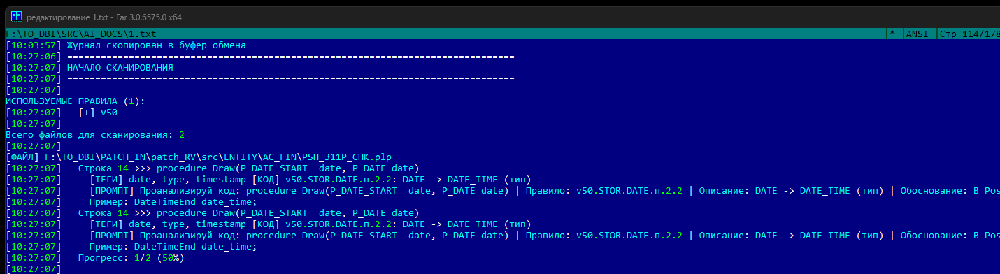 редактирование 1.txt - Far 3.0.6575.0 x64
F:\TO_DBI\SRC\AI_DOCS\1.txt * ANSI Стр 114/178
[10:03:57] Журнал скопирован в буфер обмена
[10:27:06] ================================================================================
[10:27:07] НАЧАЛО СКАНИРОВАНИЯ
[10:27:07] ================================================================================
[10:27:07]
ИСПОЛЬЗУЕМЫЕ ПРАВИЛА (1):
[10:27:07]   [+] v50
[10:27:07]
Всего файлов для сканирования: 2
[10:27:07]
[ФАЙЛ] F:\TO_DBI\PATCH_IN\patch_RV\src\ENTITY\AC_FIN\PSH_311P_CHK.plp
[10:27:07]   Строка 14 >>> procedure Draw(P_DATE_START  date, P_DATE date)
[10:27:07]     [ТЕГИ] date, type, timestamp [КОД] v50.STOR.DATE.п.2.2: DATE -> DATE_TIME (тип)
[10:27:07]     [ПРОМПТ] Проанализируй код: procedure Draw(P_DATE_START  date, P_DATE date) | Правило: v50.STOR.DATE.п.2.2 | Описание: DATE -> DATE_TIME (тип) | Обоснование: В Pos
[10:27:07]     Пример: DateTimeEnd date_time;
[10:27:07]   Строка 14 >>> procedure Draw(P_DATE_START  date, P_DATE date)
[10:27:07]     [ТЕГИ] date, type, timestamp [КОД] v50.STOR.DATE.п.2.2: DATE -> DATE_TIME (тип)
[10:27:07]     [ПРОМПТ] Проанализируй код: procedure Draw(P_DATE_START  date, P_DATE date) | Правило: v50.STOR.DATE.п.2.2 | Описание: DATE -> DATE_TIME (тип) | Обоснование: В Pos
[10:27:07]     Пример: DateTimeEnd date_time;
[10:27:07]   Прогресс: 1/2 (50%)
[10:27:07]